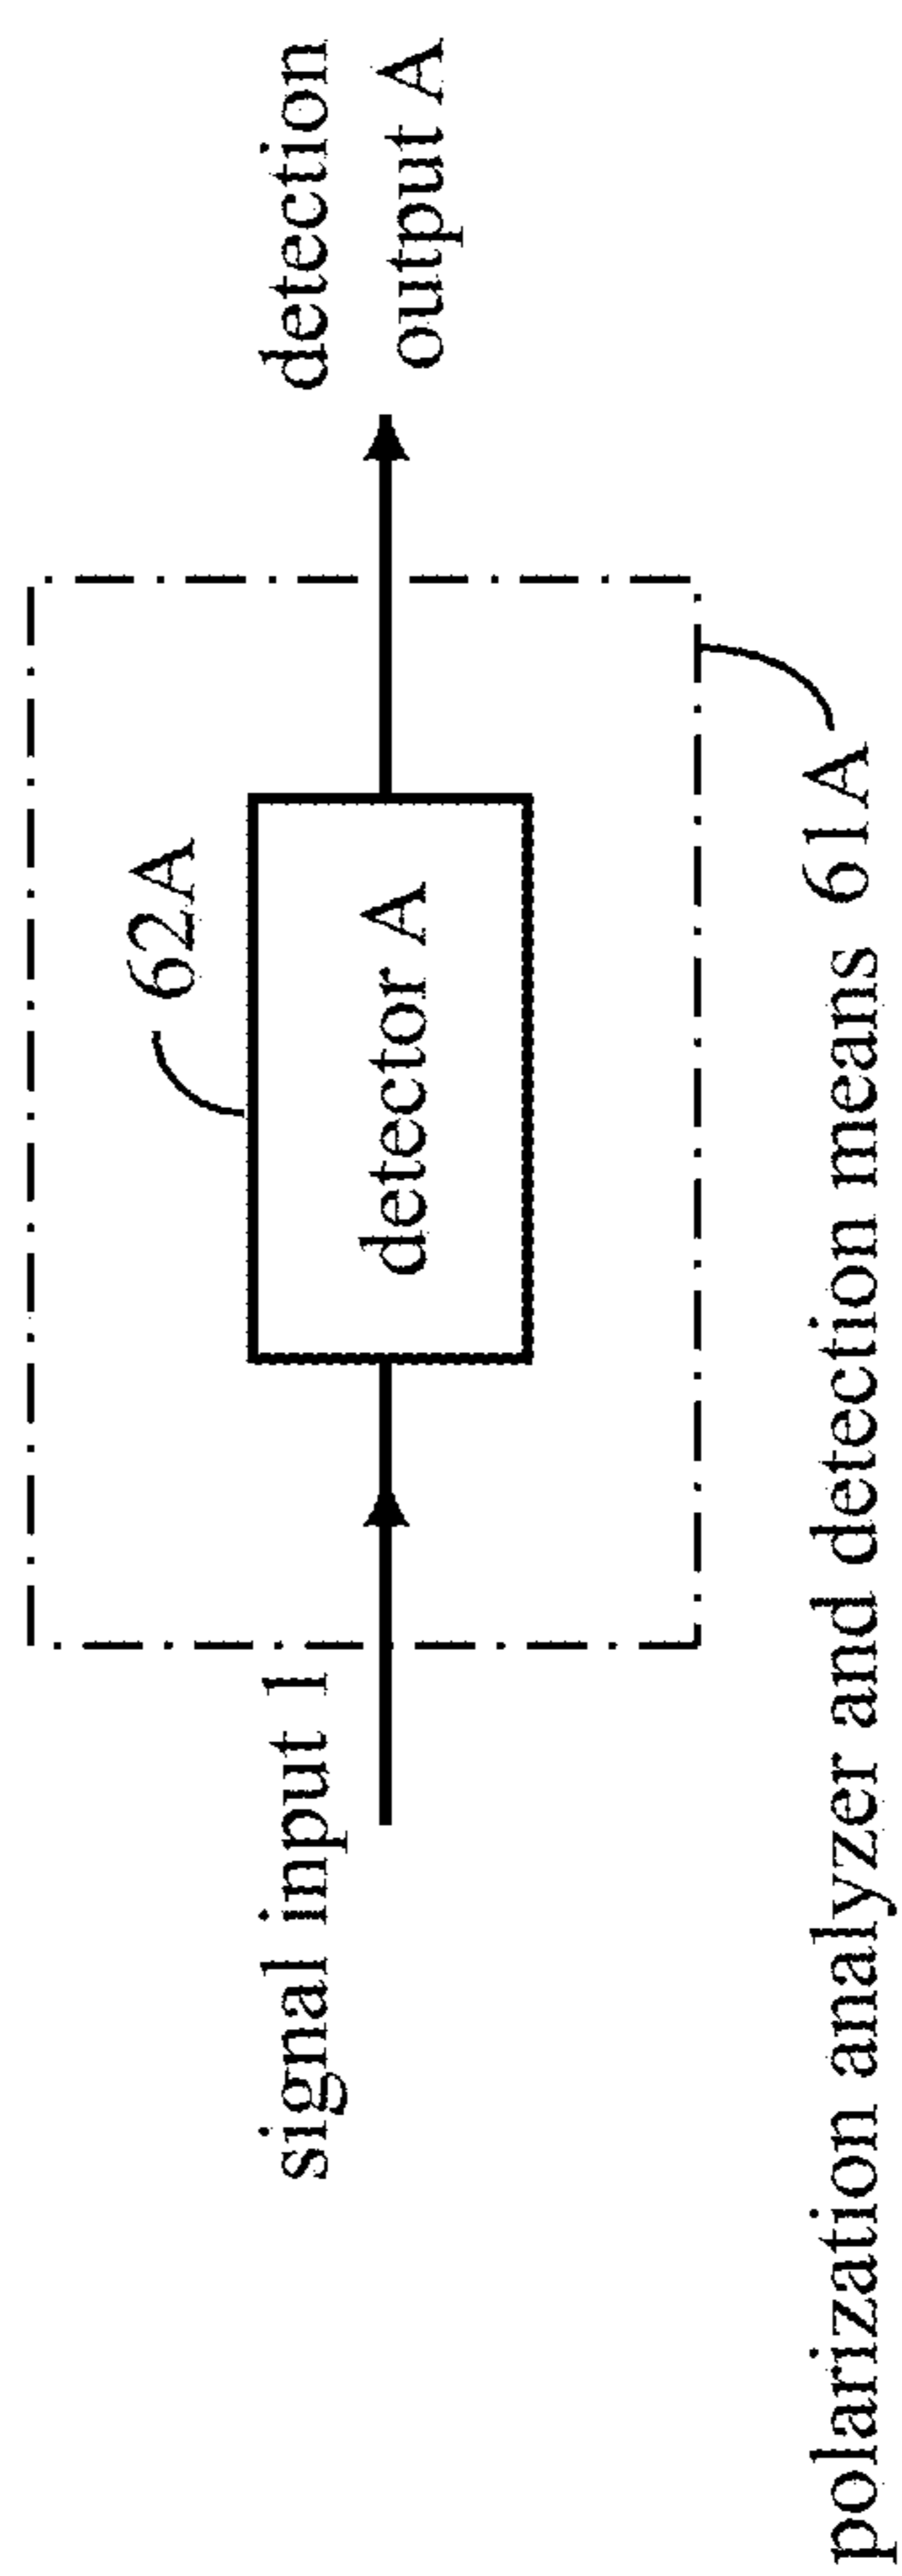 62A
signal input 1
detector A
detection
output A
polarization analyzer and detection means 61A